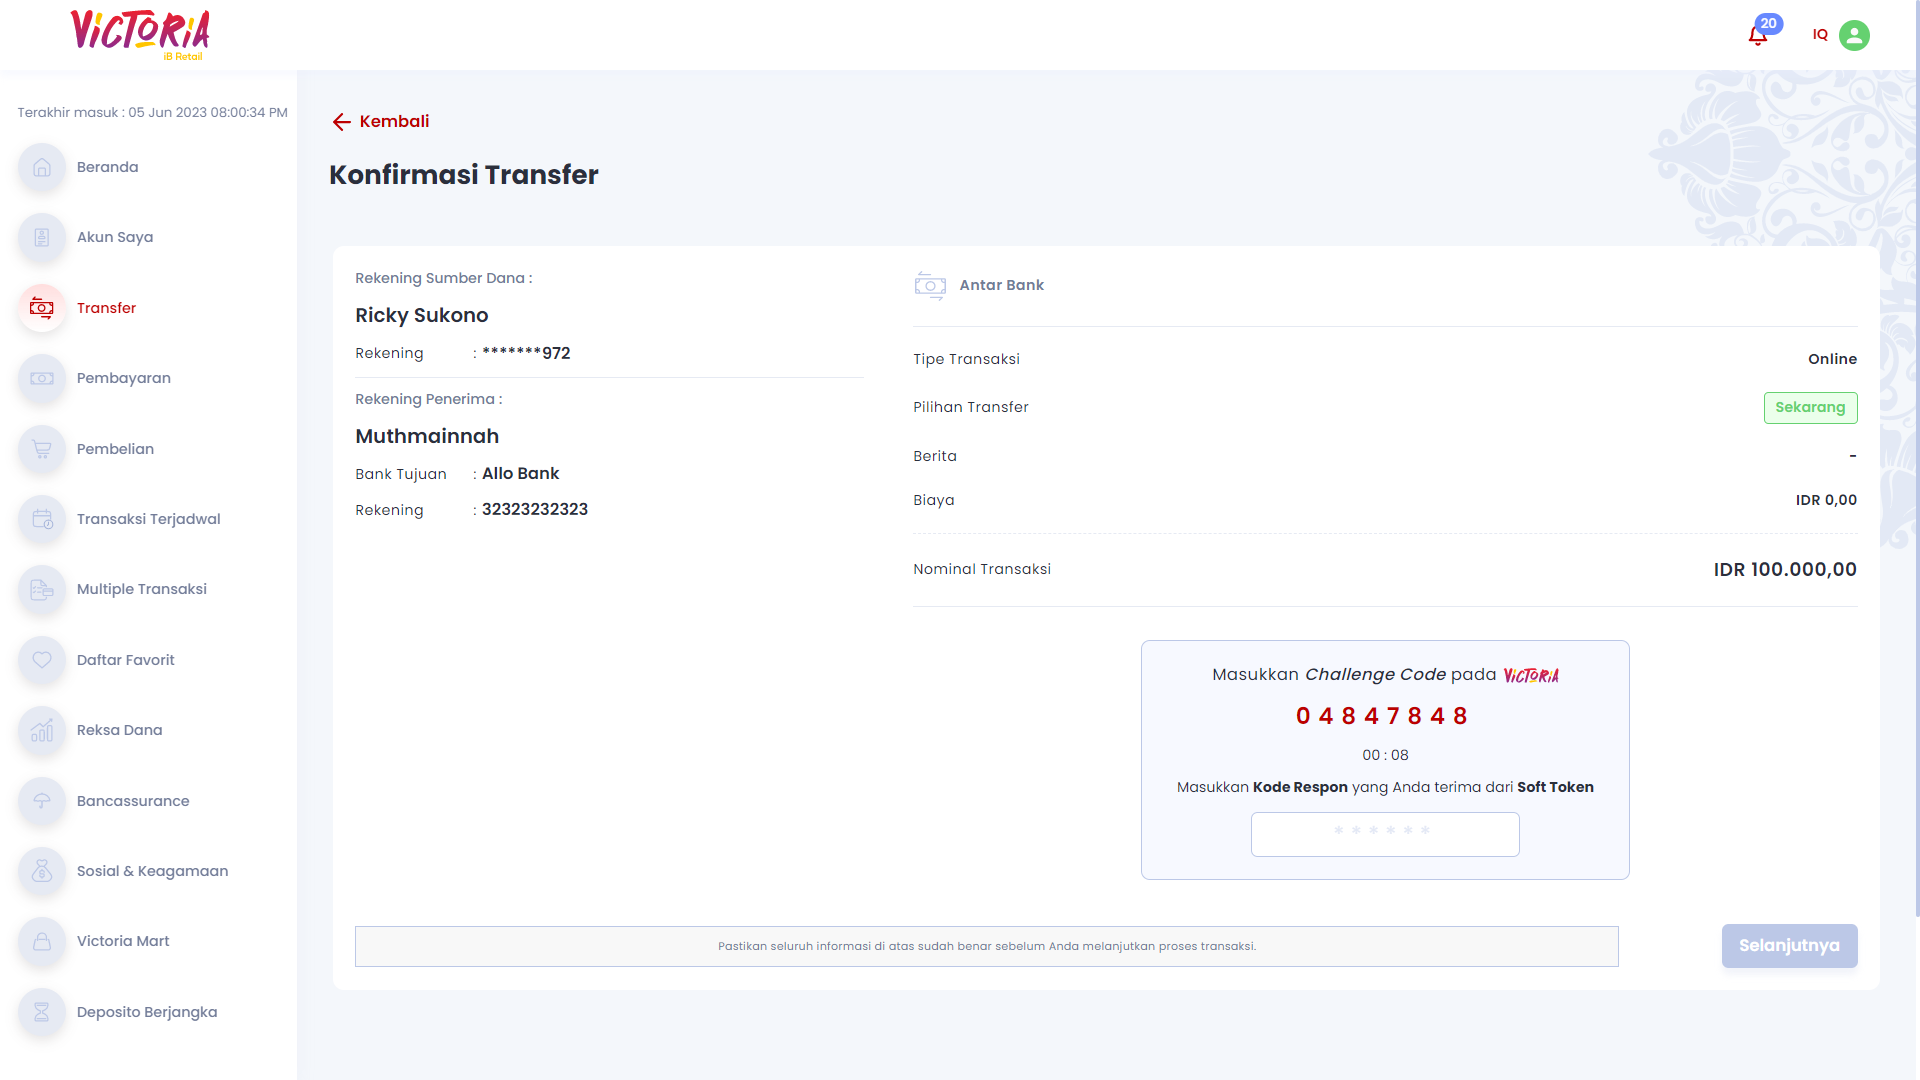 VICTORIA
iB Retail
20
IQ
Terakhir masuk : 05 Jun 2023 08:00:34 PM
Beranda
Akun Saya
Transfer
Pembayaran
Pembelian
Transaksi Terjadwal
Multiple Transaksi
Daftar Favorit
Reksa Dana
Bancassurance
Sosial & Keagamaan
Victoria Mart
Deposito Berjangka
Kembali
Konfirmasi Transfer
Rekening Sumber Dana :
Ricky Sukono
Rekening : *******972
Rekening Penerima :
Muthmainnah
Bank Tujuan : Allo Bank
Rekening : 32323232323
Antar Bank
Tipe Transaksi Online
Pilihan Transfer Sekarang
Berita -
Biaya IDR 0,00
Nominal Transaksi IDR 100.000,00
Masukkan Challenge Code pada VICTORIA
0 4 8 4 7 8 4 8
00 : 08
Masukkan Kode Respon yang Anda terima dari Soft Token
* * * * * *
Pastikan seluruh informasi di atas sudah benar sebelum Anda melanjutkan proses transaksi.
Selanjutnya